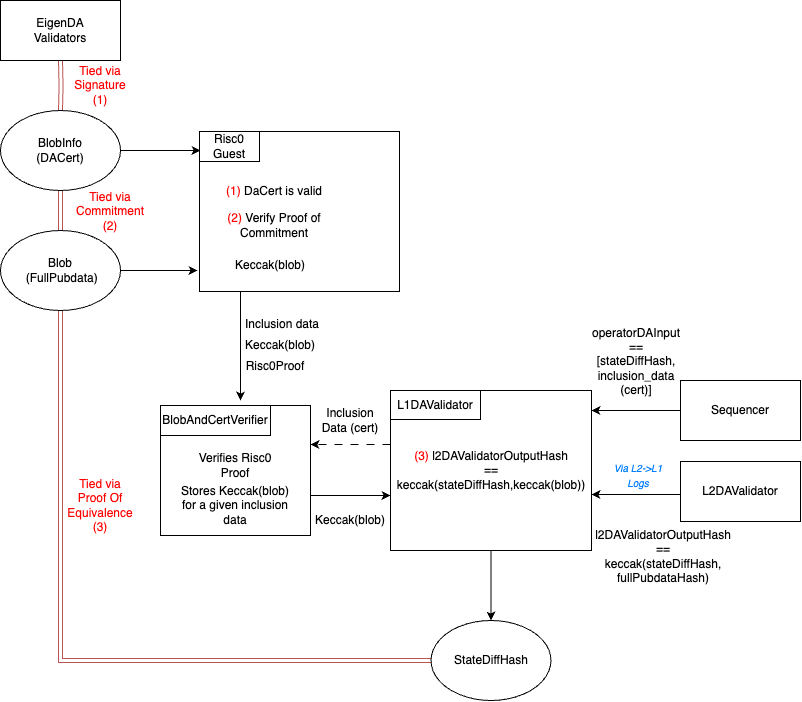 EigenDA
Validators
Tied via
Signature
(1)
BlobInfo
(DACert)
Risc0
Guest
(1) DaCert is valid
(2) Verify Proof of
Commitment
Keccak(blob)
Tied via
Commitment
(2)
Blob
(FullPubdata)
Inclusion data
Keccak(blob)
Risc0Proof
operatorDAInput
==
[stateDiffHash,
inclusion_data
(cert)]
Sequencer
BlobAndCertVerifier
Verifies Risc0
Proof
Stores Keccak(blob)
for a given inclusion
data
Inclusion
Data (cert)
Keccak(blob)
L1DAValidator
(3) l2DAValidatorOutputHash
==
keccak(stateDiffHash,keccak(blob))
Via L2->L1
Logs
L2DAValidator
l2DAValidatorOutputHash
==
keccak(stateDiffHash,
fullPubdataHash)
Tied via
Proof Of
Equivalence
(3)
StateDiffHash